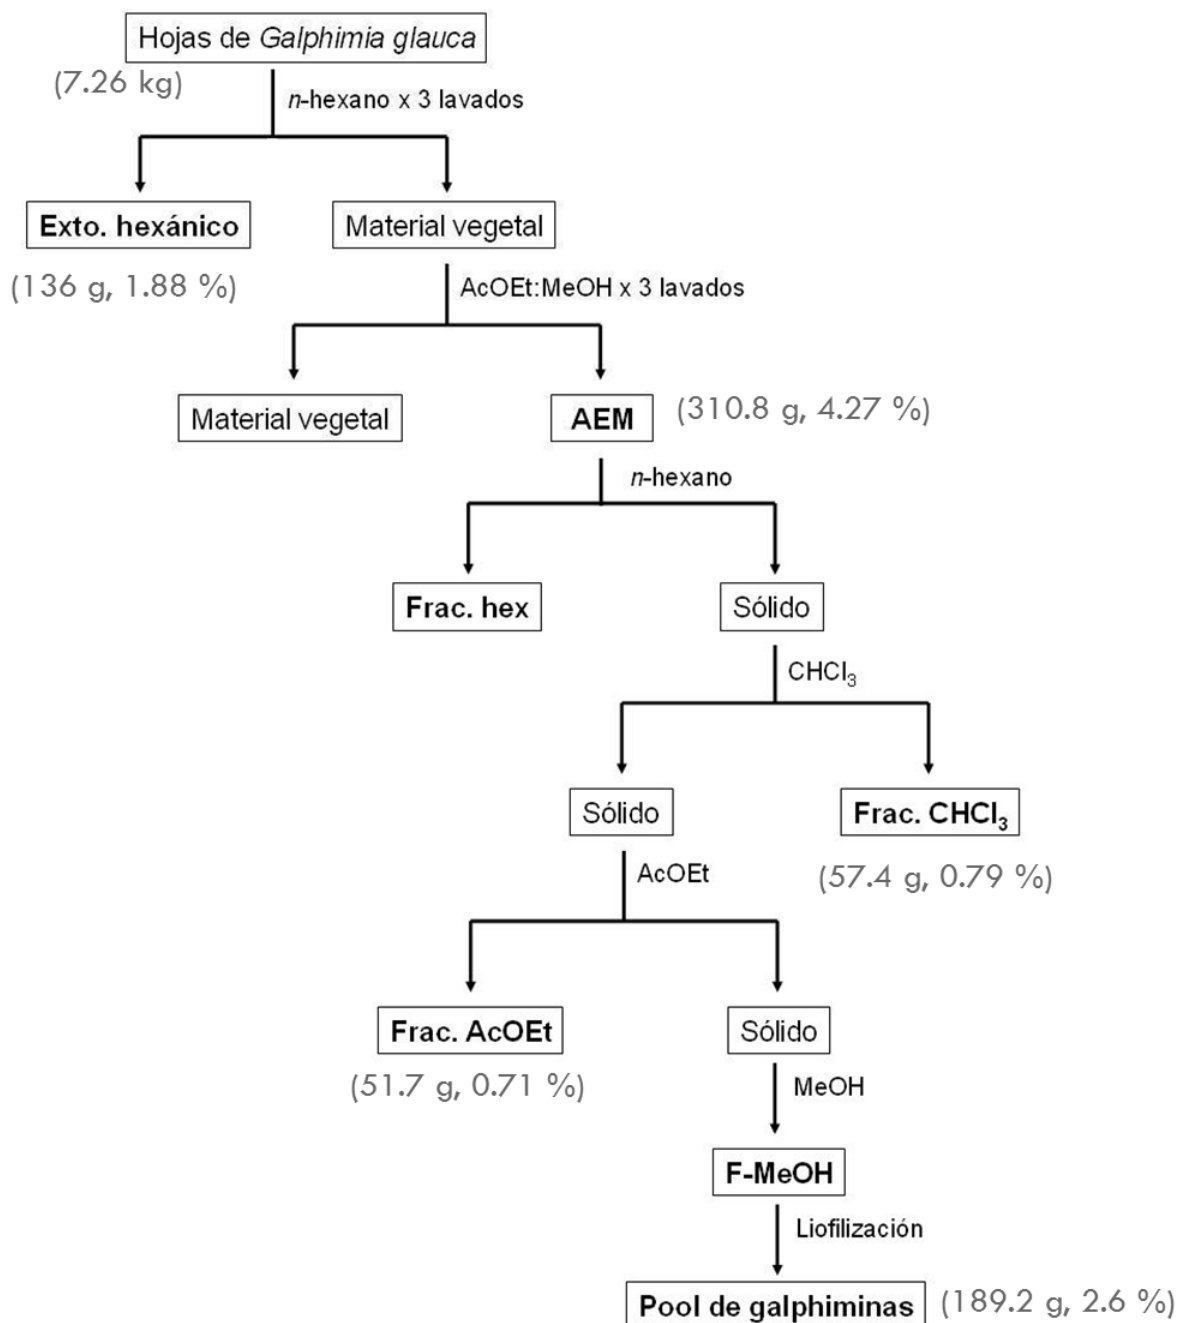 Hojas de Galphimia glauca
(7.26 kg)
n-hexano x 3 lavados
Exto. hexánico
Material vegetal
(136 g, 1.88 %)
AcOEt:MeOH x 3 lavados
Material vegetal
AEM
(310.8 g, 4.27 %)
n-hexano
Frac. hex
Sólido
CHCl₃
Sólido
Frac. CHCl₃
AcOEt
(57.4 g, 0.79 %)
Frac. AcOEt
Sólido
(51.7 g, 0.71 %)
MeOH
F-MeOH
Liofilización
Pool de galphiminas
(189.2 g, 2.6 %)